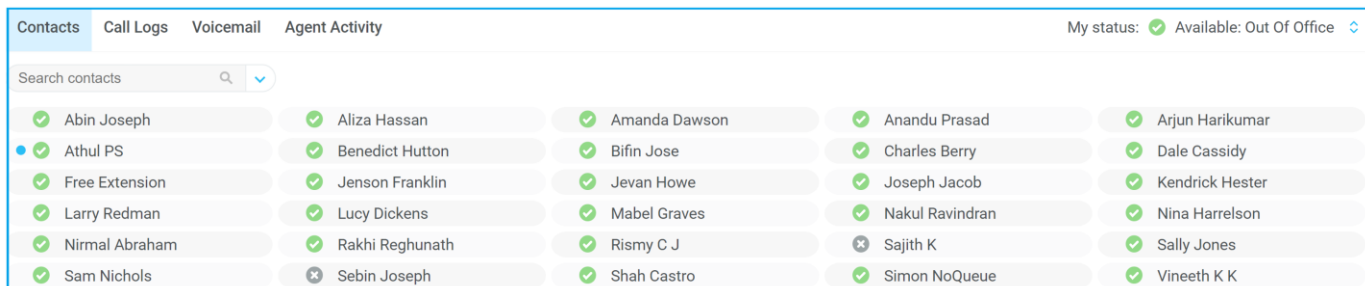 Contacts Call Logs Voicemail Agent Activity My status: Available: Out Of Office
Search contacts
Abin Joseph Aliza Hassan Amanda Dawson Anandu Prasad Arjun Harikumar
Athul PS Benedict Hutton Bifin Jose Charles Berry Dale Cassidy
Free Extension Jenson Franklin Jevan Howe Joseph Jacob Kendrick Hester
Larry Redman Lucy Dickens Mabel Graves Nakul Ravindran Nina Harrelson
Nirmal Abraham Rakhi Reghunath Rismy C J Sajith K Sally Jones
Sam Nichols Sebin Joseph Shah Castro Simon NoQueue Vineeth K K